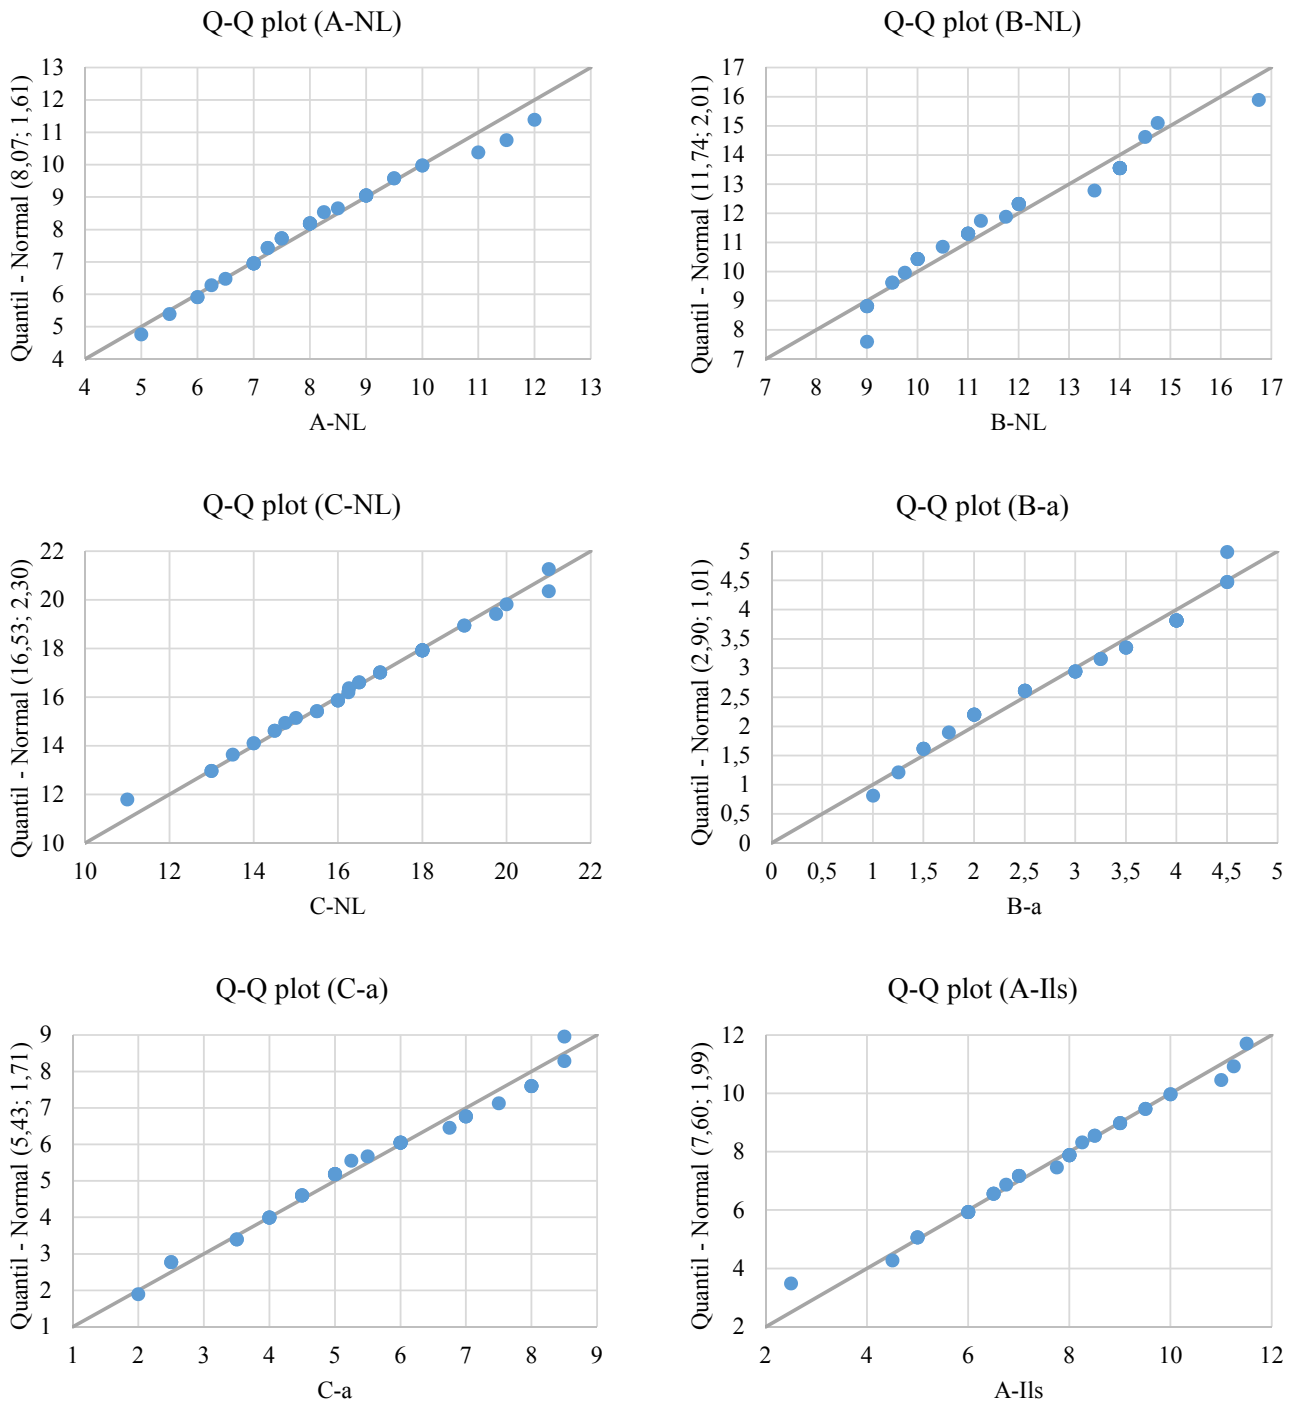 Q-Q plot (A-NL)
Quantil - Normal (8,07; 1,61)
13
12
11
10
9
8
7
6
5
4
4 5 6 7 8 9 10 11 12 13
A-NL
Q-Q plot (B-NL)
Quantil - Normal (11,74; 2,01)
17
16
15
14
13
12
11
10
9
8
7
7 8 9 10 11 12 13 14 15 16 17
B-NL
Q-Q plot (C-NL)
Quantil - Normal (16,53; 2,30)
22
20
18
16
14
12
10
10 12 14 16 18 20 22
C-NL
Q-Q plot (B-a)
Quantil - Normal (2,90; 1,01)
5
4,5
4
3,5
3
2,5
2
1,5
1
0,5
0
0 0,5 1 1,5 2 2,5 3 3,5 4 4,5 5
B-a
Q-Q plot (C-a)
Quantil - Normal (5,43; 1,71)
9
8
7
6
5
4
3
2
1
1 2 3 4 5 6 7 8 9
C-a
Q-Q plot (A-Ils)
Quantil - Normal (7,60; 1,99)
12
10
8
6
4
2
2 4 6 8 10 12
A-Ils